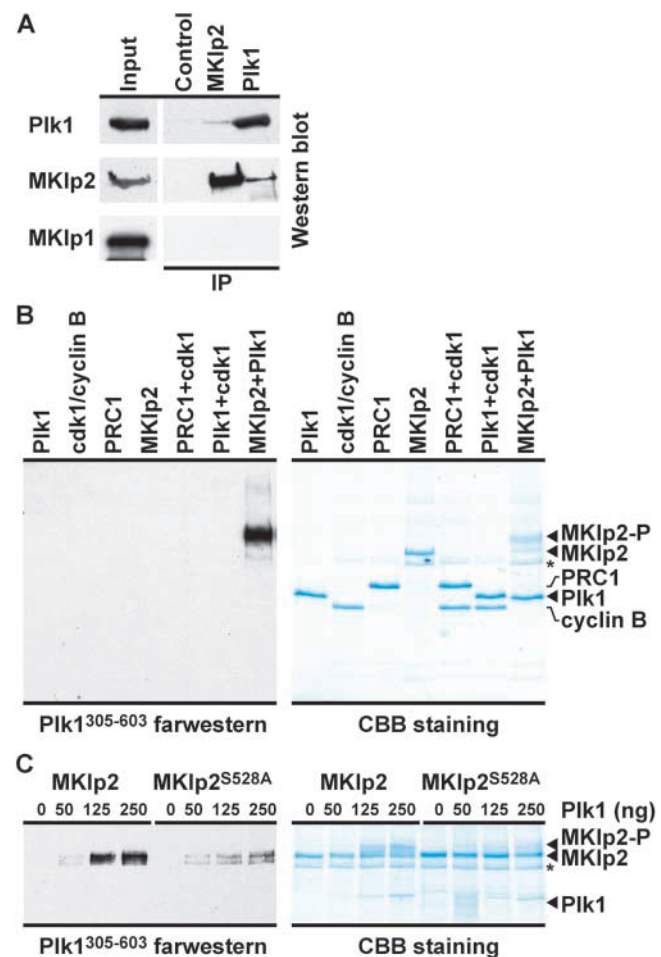 A
Input
Control
MKlp2
Plk1
Plk1
MKlp2
MKlp1
Western blot
IP
B
Plk1
cdk1/cyclin B
PRC1
MKlp2
PRC1+cdk1
Plk1+cdk1
MKlp2+Plk1
Plk1
cdk1/cyclin B
PRC1
MKlp2
PRC1+cdk1
Plk1+cdk1
MKlp2+Plk1
MKlp2-P
MKlp2
*
PRC1
Plk1
cyclin B
Plk1³⁰⁵⁻⁶⁰³ farwestern
CBB staining
C
MKlp2 MKlp2ˢ⁵²⁸ᴬ MKlp2 MKlp2ˢ⁵²⁸ᴬ
0 50 125 250 0 50 125 250 0 50 125 250 0 50 125 250 Plk1 (ng)
MKlp2-P
MKlp2
*
Plk1
Plk1³⁰⁵⁻⁶⁰³ farwestern
CBB staining